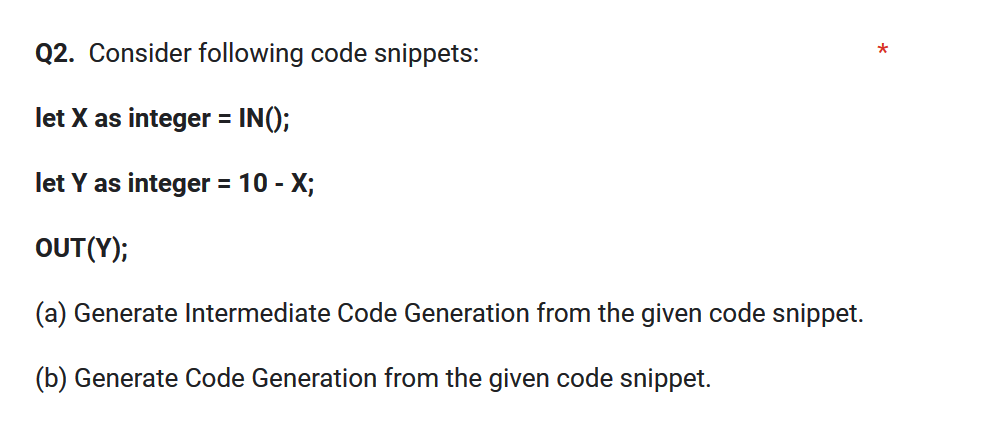 Q2. Consider following code snippets: *
let X as integer = IN();
let Y as integer = 10 - X;
OUT(Y);
(a) Generate Intermediate Code Generation from the given code snippet.
(b) Generate Code Generation from the given code snippet.